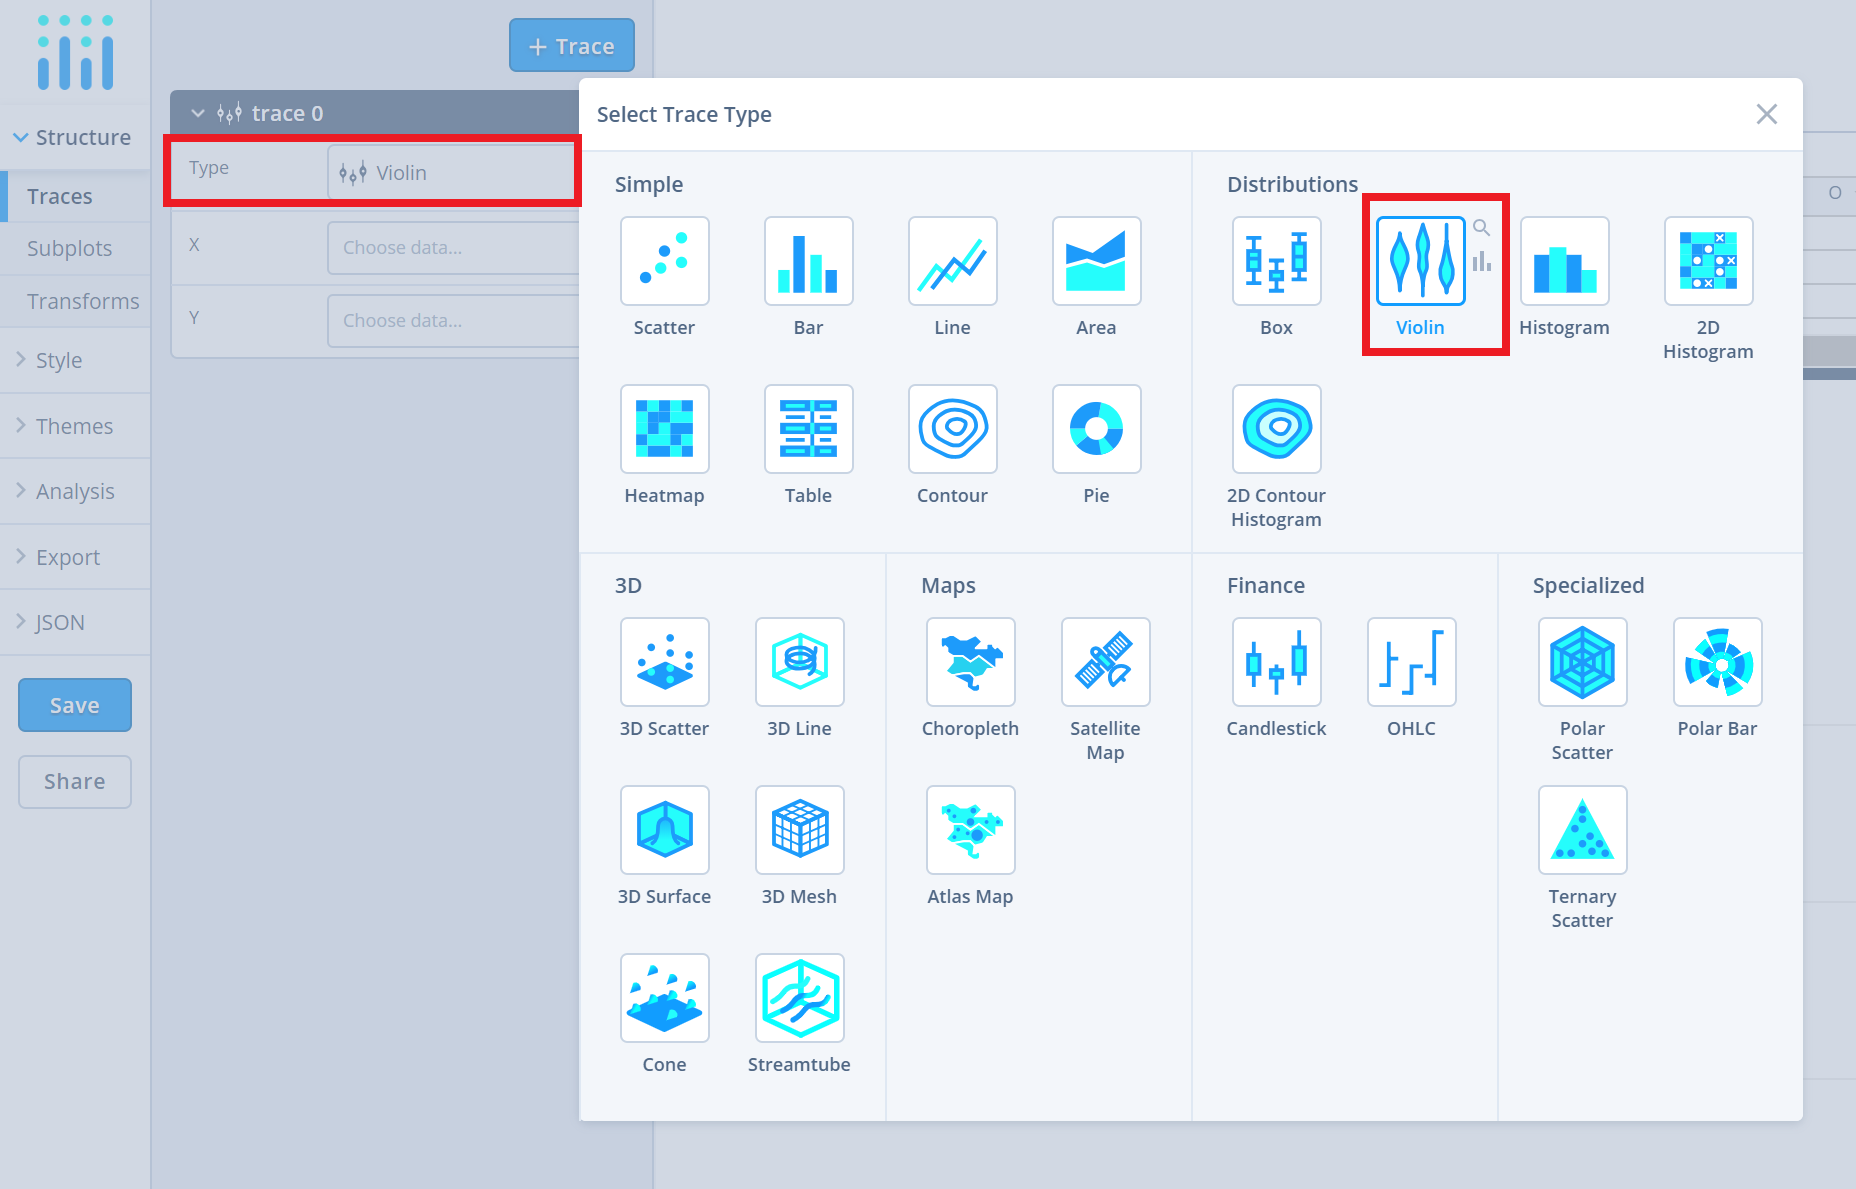 Trace
trace 0
Structure
Type
Violin
Traces
X
Choose data...
Subplots
Transforms
Y
Choose data...
Style
Themes
Analysis
Export
JSON
Save
Share
Select Trace Type
Simple
Scatter
Bar
Line
Area
Heatmap
Table
Contour
Pie
Distributions
Box
Violin
Histogram
2D
Histogram
2D Contour
Histogram
3D
3D Scatter
3D Line
3D Surface
3D Mesh
Cone
Streamtube
Maps
Choropleth
Satellite
Map
Atlas Map
Finance
Candlestick
OHLC
Specialized
Polar
Scatter
Polar Bar
Ternary
Scatter